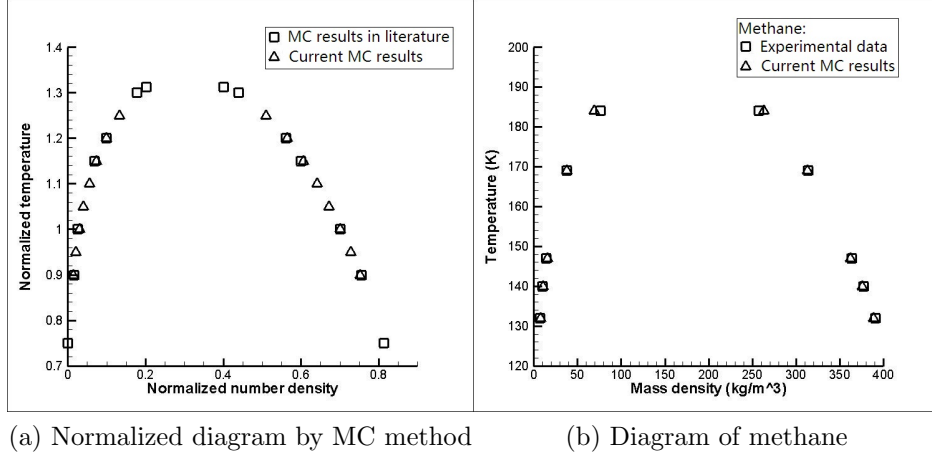 MC results in literature
Current MC results
1.4
1.3
1.2
1.1
1
0.9
0.8
0.7
Normalized temperature
0
0.2
0.4
0.6
0.8
Normalized number density
Methane:
Experimental data
Current MC results
200
190
180
170
160
150
140
130
120
Temperature (K)
0
50
100
150
200
250
300
350
400
Mass density (kg/m^3)
(a) Normalized diagram by MC method
(b) Diagram of methane